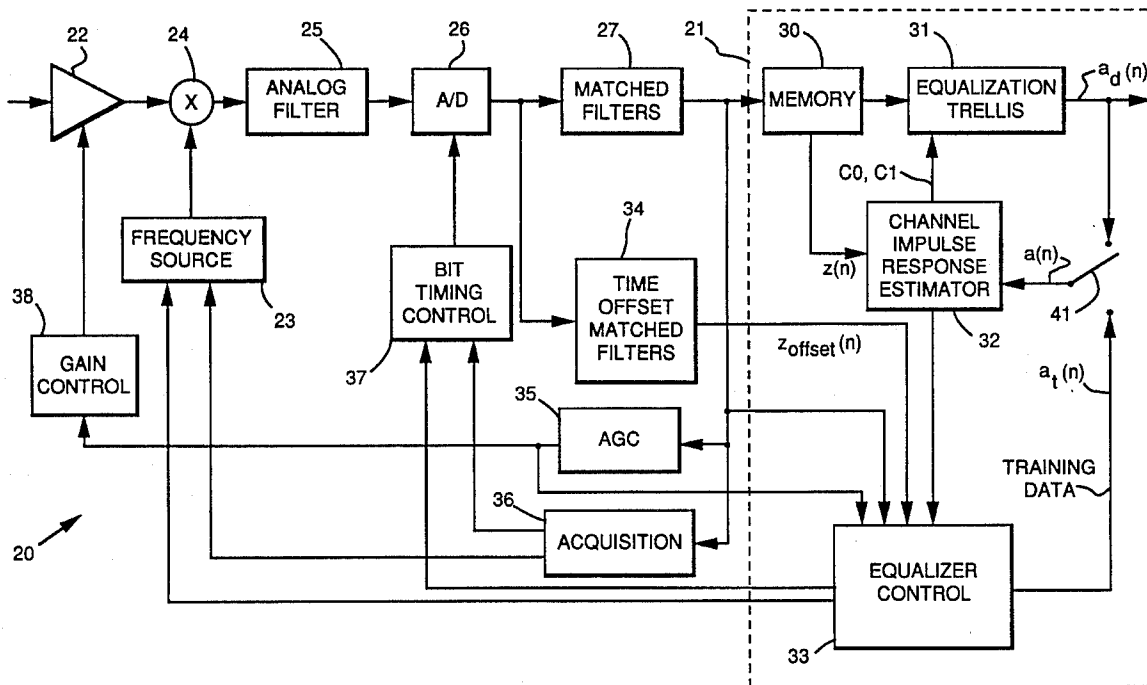 22
24
25
26
27
21
30
31
X
ANALOG
FILTER
A/D
MATCHED
FILTERS
MEMORY
EQUALIZATION
TRELLIS
a_d(n)
C0, C1
FREQUENCY
SOURCE
23
38
GAIN
CONTROL
BIT
TIMING
CONTROL
37
34
TIME
OFFSET
MATCHED
FILTERS
z(n)
CHANNEL
IMPULSE
RESPONSE
ESTIMATOR
32
a(n)
41
z_offset(n)
a_t(n)
35
AGC
TRAINING
DATA
36
ACQUISITION
20
EQUALIZER
CONTROL
33